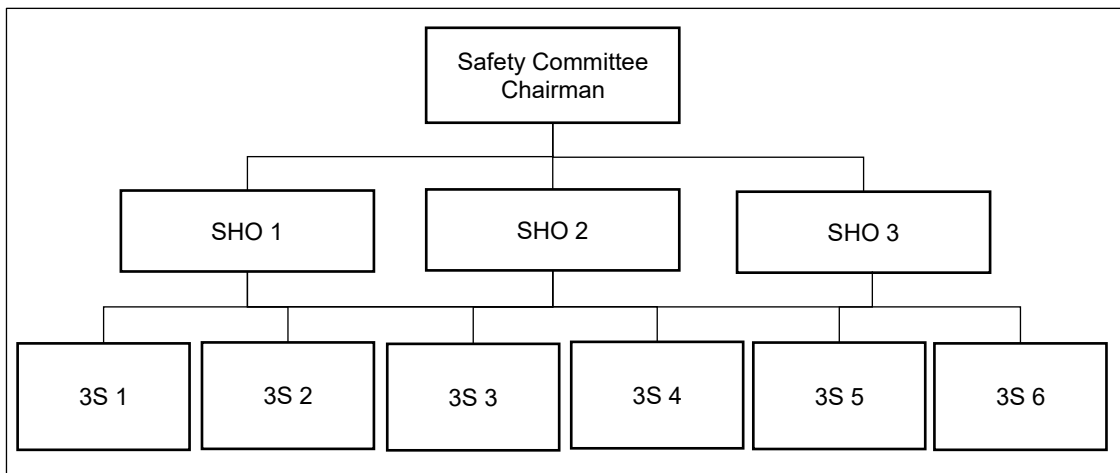 Safety Committee
Chairman
SHO 1
SHO 2
SHO 3
3S 1
3S 2
3S 3
3S 4
3S 5
3S 6